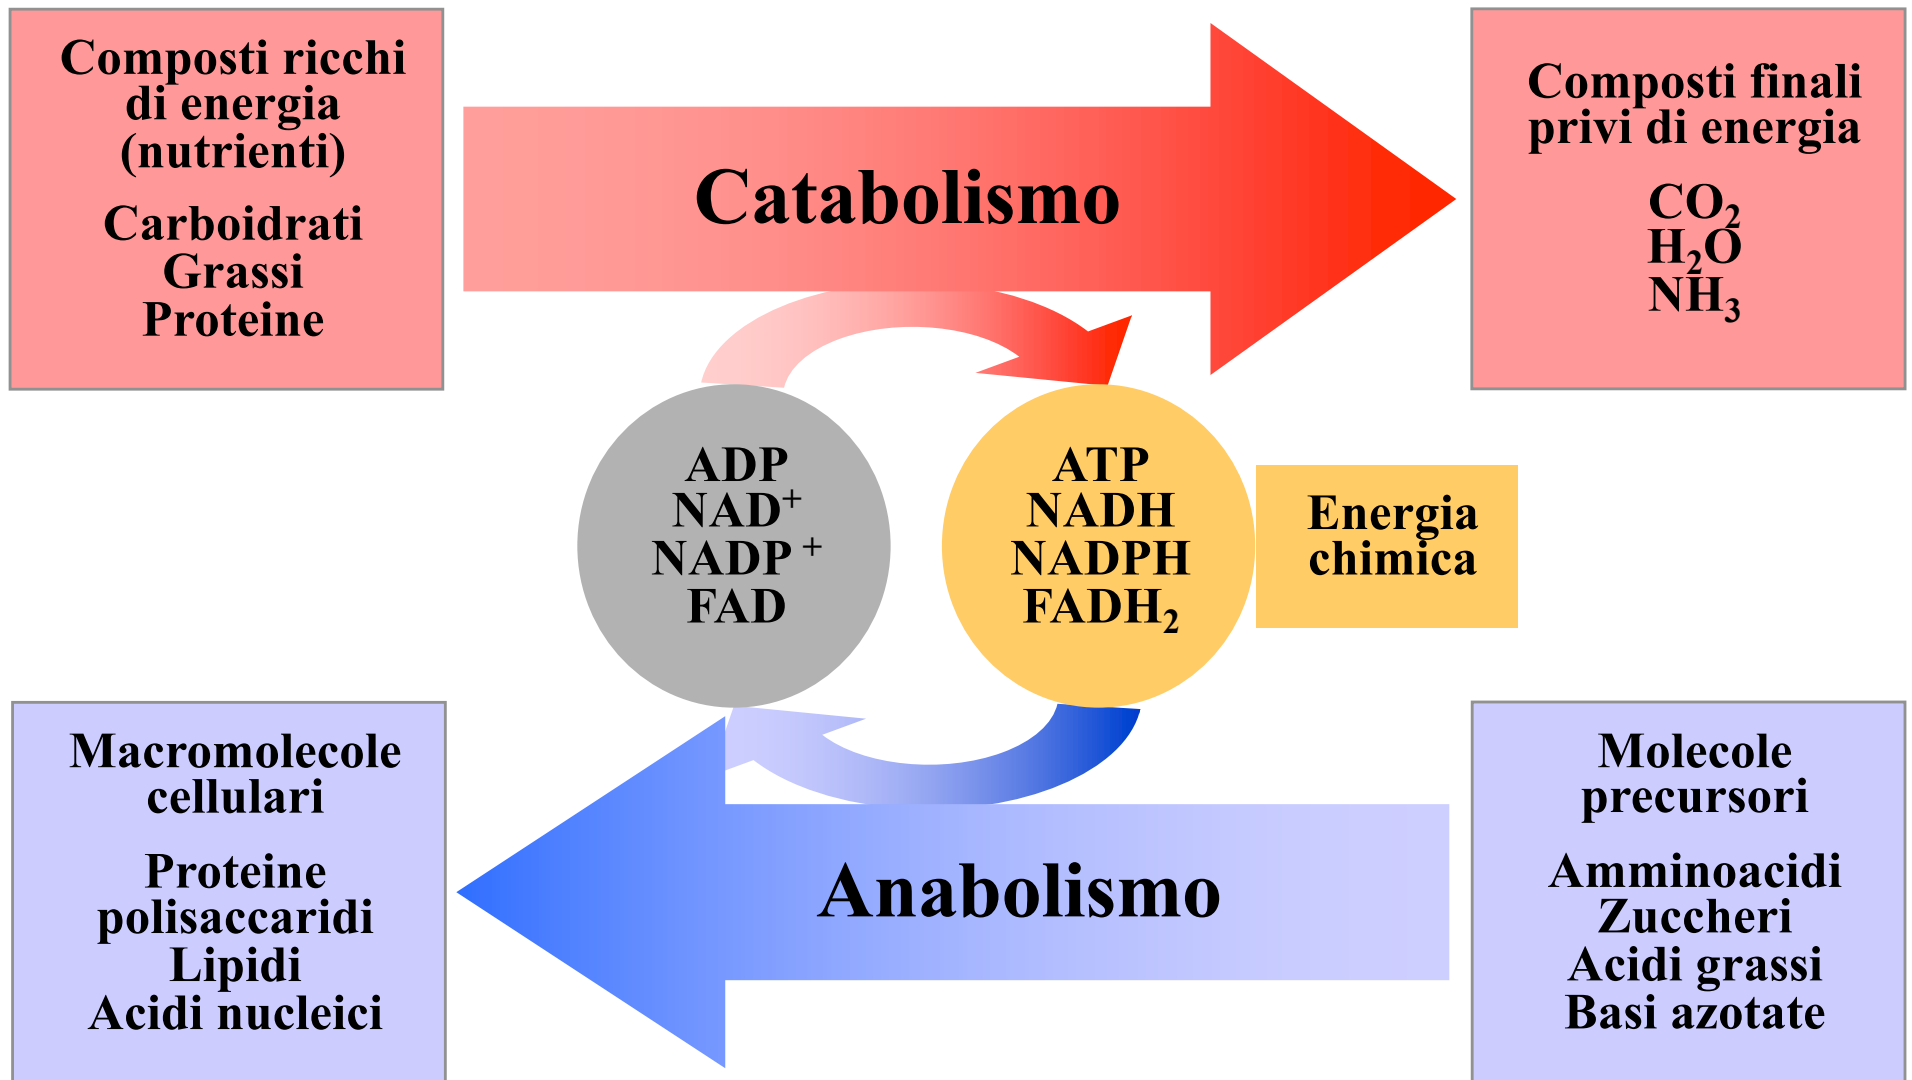 Composti ricchi
di energia
(nutrienti)
Carboidrati
Grassi
Proteine
Catabolismo
Composti finali
privi di energia
CO₂
H₂O
NH₃
ADP
NAD⁺
NADP ⁺
FAD
ATP
NADH
NADPH
FADH₂
Energia
chimica
Macromolecole
cellulari
Proteine
polisaccaridi
Lipidi
Acidi nucleici
Anabolismo
Molecole
precursori
Amminoacidi
Zuccheri
Acidi grassi
Basi azotate